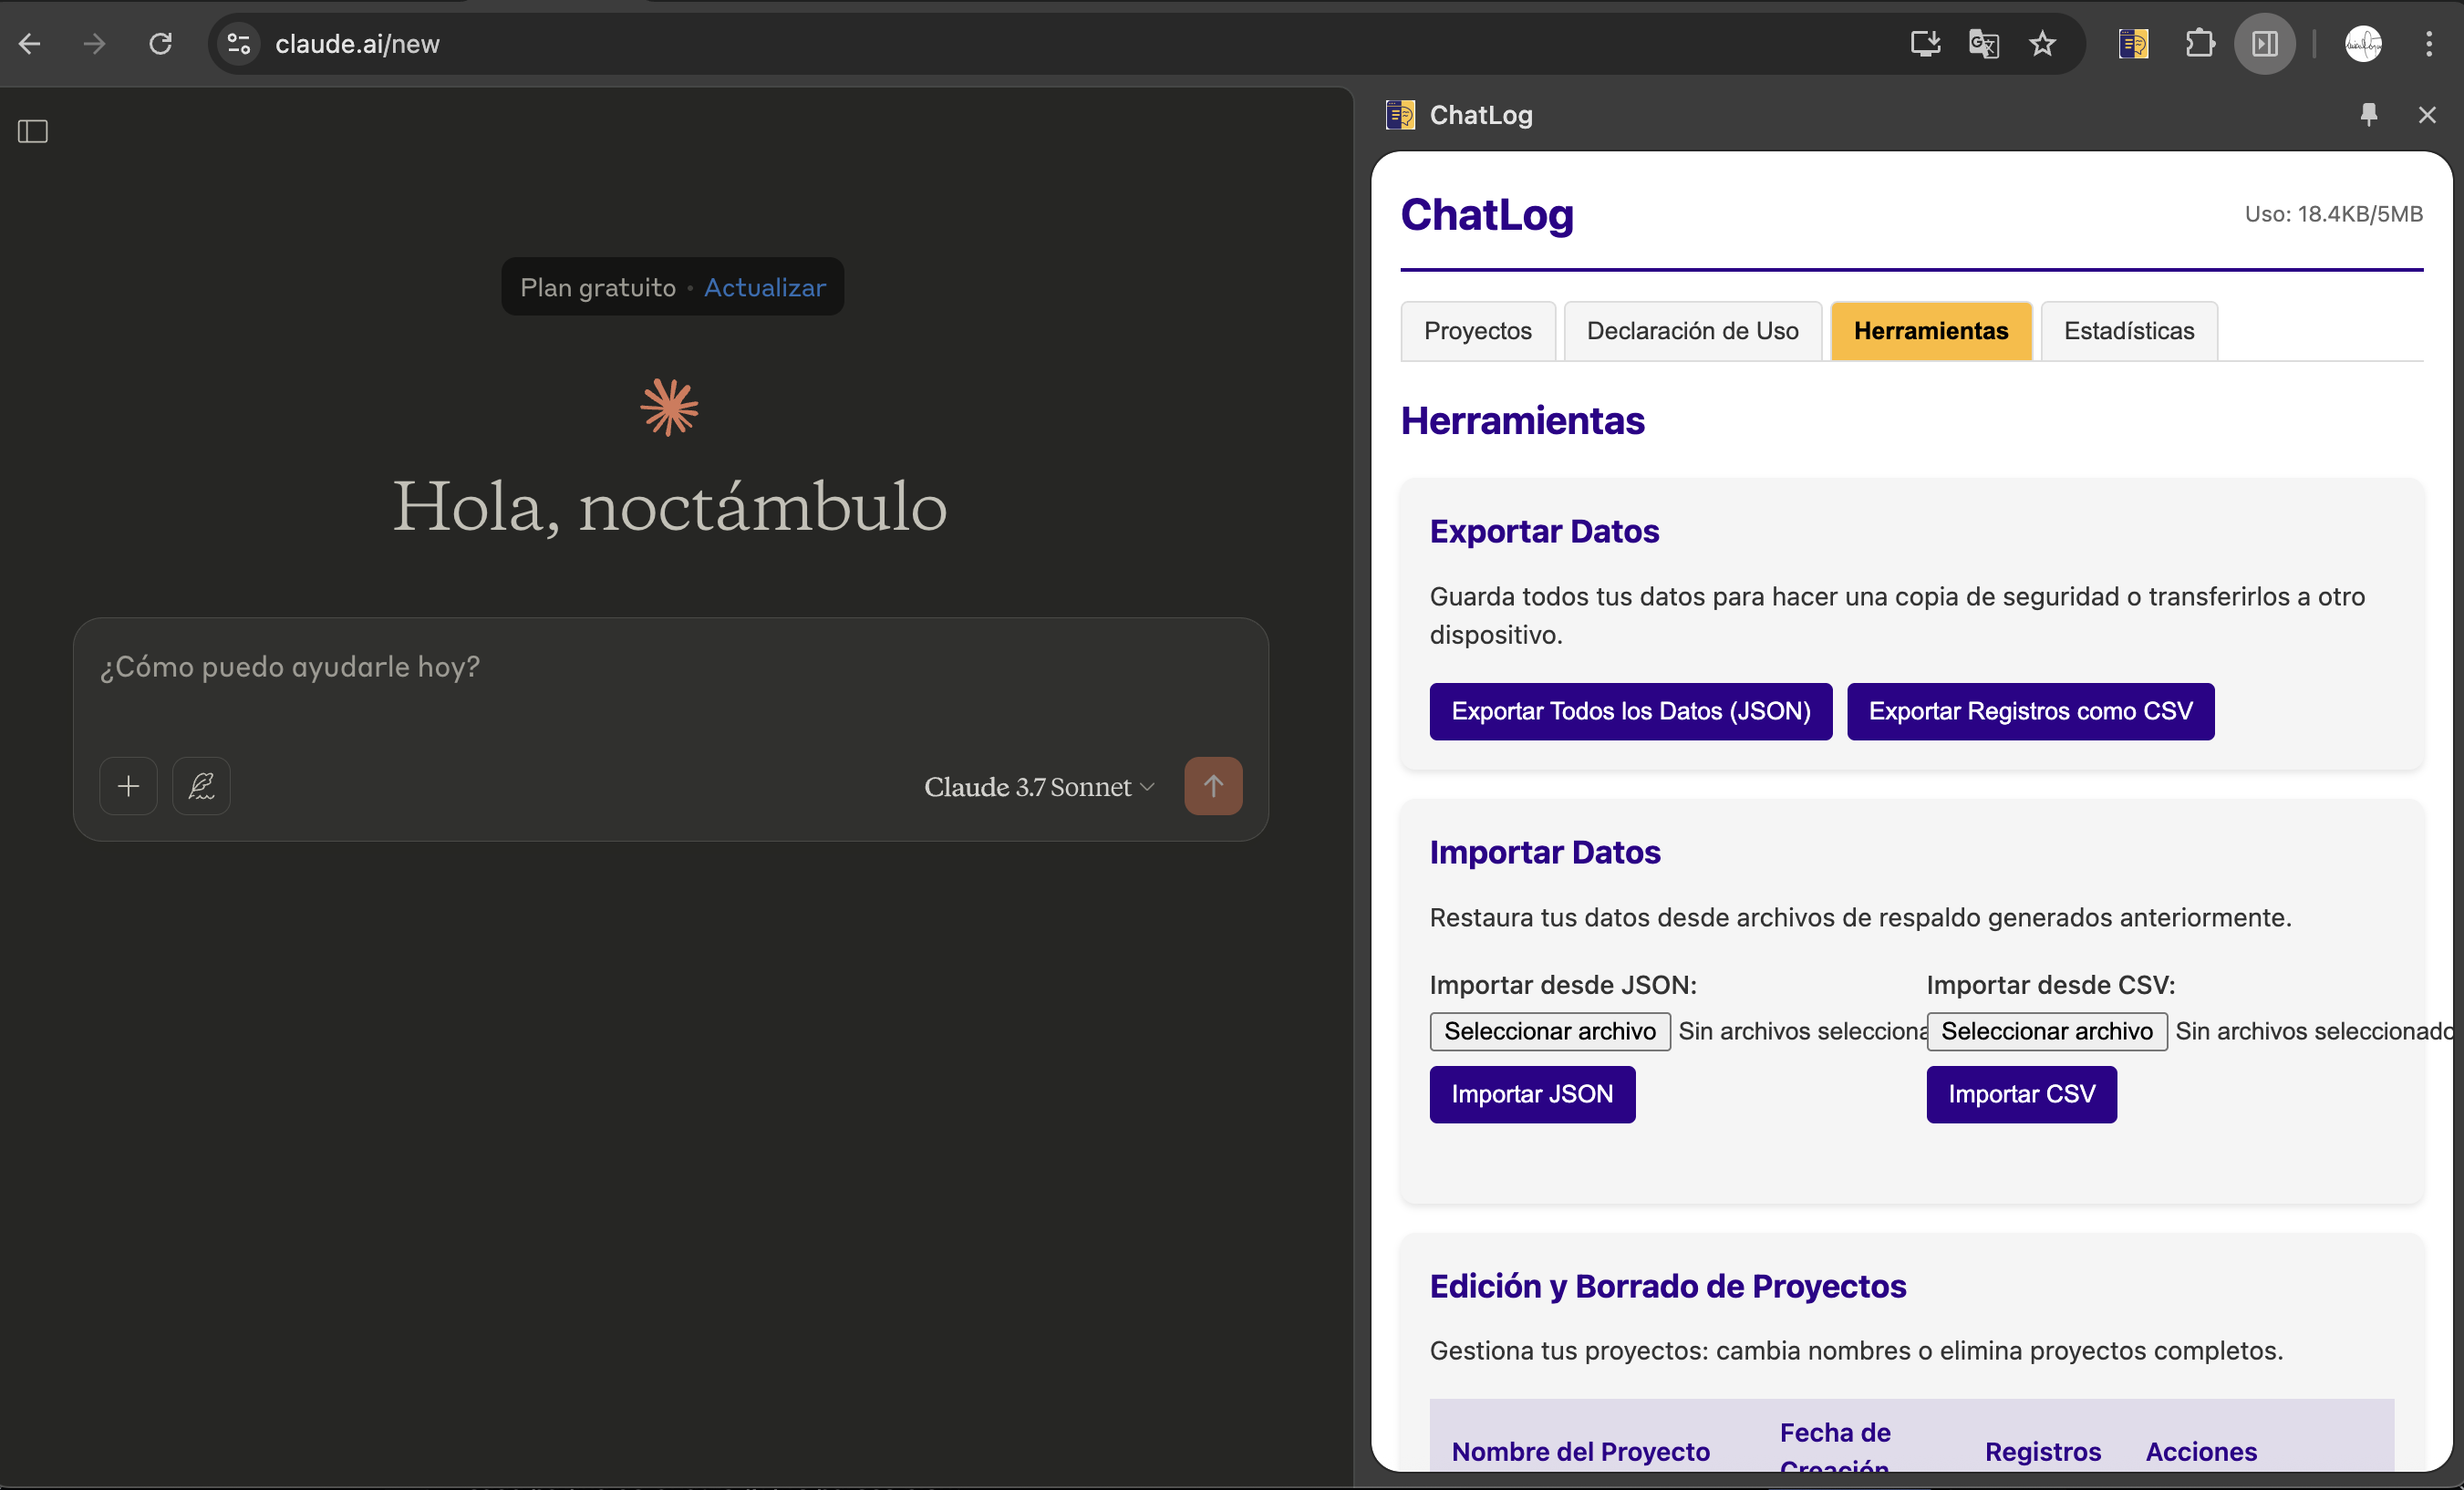 claude.ai/new
Plan gratuito • Actualizar
Hola, noctámbulo
¿Cómo puedo ayudarle hoy?
Claude 3.7 Sonnet
ChatLog
ChatLog
Uso: 18.4KB/5MB
Proyectos
Declaración de Uso
Herramientas
Estadísticas
Herramientas
Exportar Datos
Guarda todos tus datos para hacer una copia de seguridad o transferirlos a otro
dispositivo.
Exportar Todos los Datos (JSON)
Exportar Registros como CSV
Importar Datos
Restaura tus datos desde archivos de respaldo generados anteriormente.
Importar desde JSON:
Seleccionar archivo Sin archivos selecciona
Importar JSON
Importar desde CSV:
Seleccionar archivo Sin archivos seleccionado
Importar CSV
Edición y Borrado de Proyectos
Gestiona tus proyectos: cambia nombres o elimina proyectos completos.
Nombre del Proyecto
Fecha de
Creación
Registros
Acciones